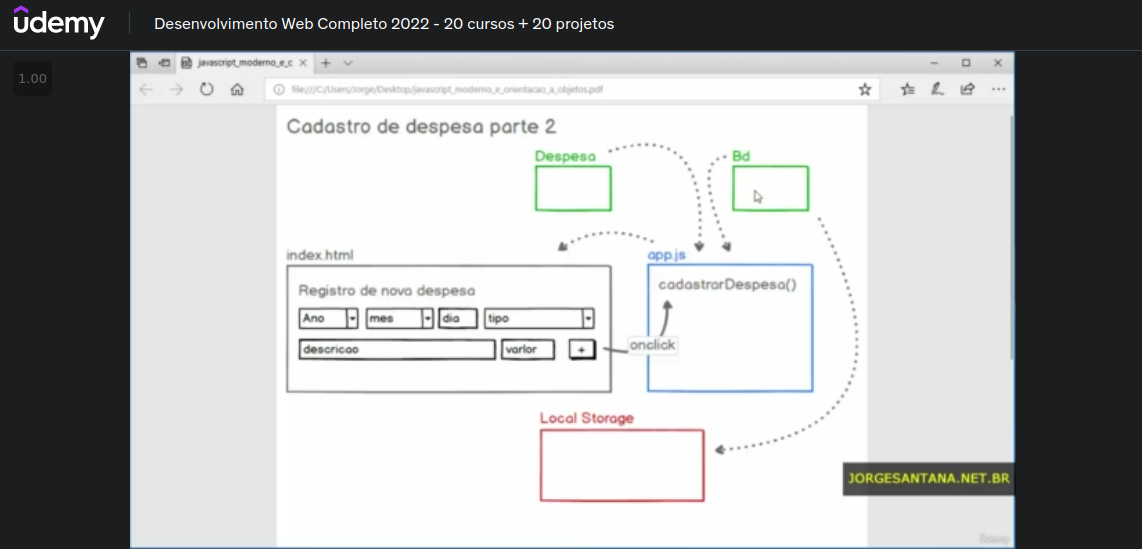 ûdemy
Desenvolvimento Web Completo 2022 - 20 cursos + 20 projetos
1.00
javascript_moderno_e_c
file:///C:/Users/Jorge/Desktop/javascript_moderno_e_orientacao_a_objetos.pdf
Cadastro de despesa parte 2
Despesa
Bd
index.html
app.js
Registro de nova despesa
cadastrarDespesa()
Ano
mes
dia
tipo
descricao
varlor
+
onclick
Local Storage
JORGESANTANA.NET.BR